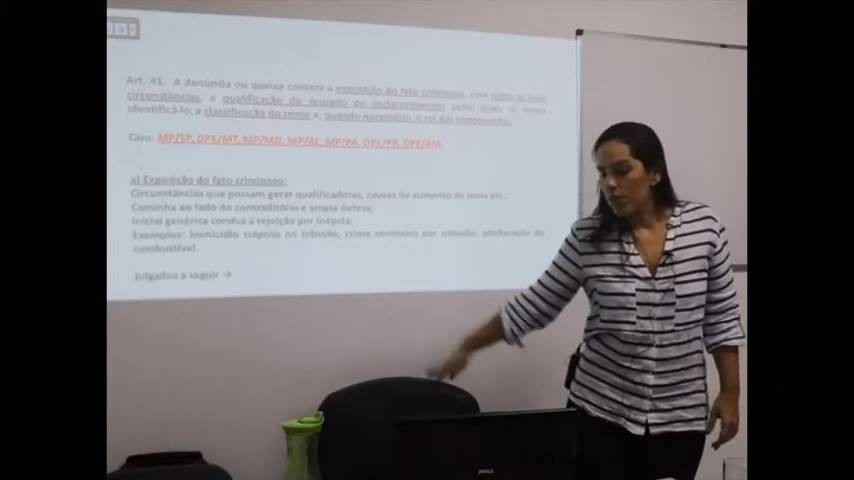 Art. 41. A denúncia ou queixa conterá a exposição do fato criminoso, com todas as suas
circunstâncias, a qualificação do acusado ou esclarecimentos pelos quais se possa
identificá-lo, a classificação do crime e, quando necessário, o rol das testemunhas.
Caiu: MP/SP, DPE/MT, MP/MG, MP/AL, MP/PA, DPE/PR, DPE/AM.
a) Exposição do fato criminoso:
Circunstâncias que possam gerar qualificadoras, causas de aumento de pena etc..
Caminha ao lado do contraditório e ampla defesa;
Inicial genérica conduz à rejeição por inépcia;
Exemplos: homicídio culposo no trânsito, crime comissivo por omissão, adulteração de
combustível.
Julgados a seguir →
DELL